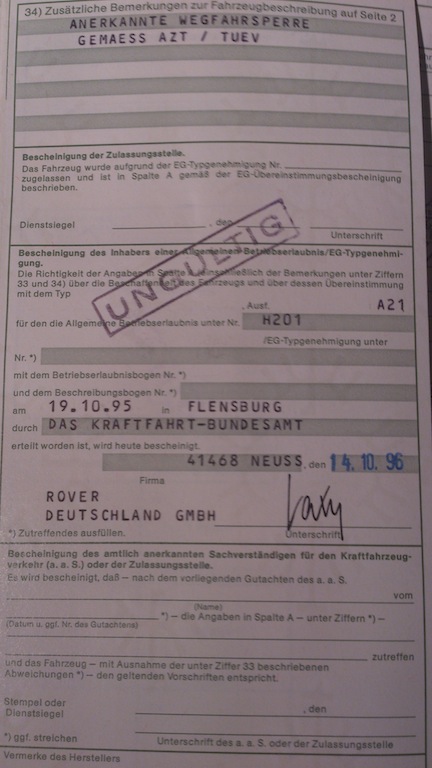 34) Zusätzliche Bemerkungen zur Fahrzeugbeschreibung auf Seite 2
ANERKANNTE WEGFAHRSPERRE
GEMAESS AZT / TUEV
Bescheinigung der Zulassungsstelle.
Das Fahrzeug wurde aufgrund der EG-Typgenehmigung Nr.
zugelassen und ist in Spalte A gemäß der EG-Übereinstimmungsbescheinigung
beschrieben.
Dienstsiegel , den
Unterschrift
UNGÜLTIG
Bescheinigung des Inhabers einer Allgemeinen Betriebserlaubnis/EG-Typgenehmi-
gung.
Die Richtigkeit der Angaben in Spalte einschließlich der Bemerkungen unter Ziffern
33 und 34) über die Beschaffenheit des Fahrzeugs und über dessen Übereinstimmung
mit dem Typ
, Ausf. A21
für den die Allgemeine Betriebserlaubnis unter Nr. H201
/EG-Typgenehmigung unter
Nr. *)
mit dem Betriebserlaubnisbogen Nr. *)
und dem Beschreibungsbogen Nr. *)
am 19.10.95 in FLENSBURG
durch DAS KRAFTFAHRT-BUNDESAMT
erteilt worden ist, wird heute bescheinigt.
41468 NEUSS, den 14.10.96
Firma
ROVER
DEUTSCHLAND GMBH
*) Zutreffendes ausfüllen. Unterschrift
Bescheinigung des amtlich anerkannten Sachverständigen für den Kraftfahrzeug-
verkehr (a. a. S.) oder der Zulassungsstelle.
Es wird bescheinigt, daß – nach dem vorliegenden Gutachten des a. a. S.
vom
(Name)
*) – die Angaben in Spalte A – unter Ziffern *) –
(Datum u. ggf. Nr. des Gutachtens)
zutreffen
und das Fahrzeug – mit Ausnahme der unter Ziffer 33 beschriebenen
Abweichungen *) – den geltenden Vorschriften entspricht.
Stempel oder
Dienstsiegel , den
*) ggf. streichen Unterschrift des a. a. S. oder der Zulassungsstelle
Vermerke des Herstellers